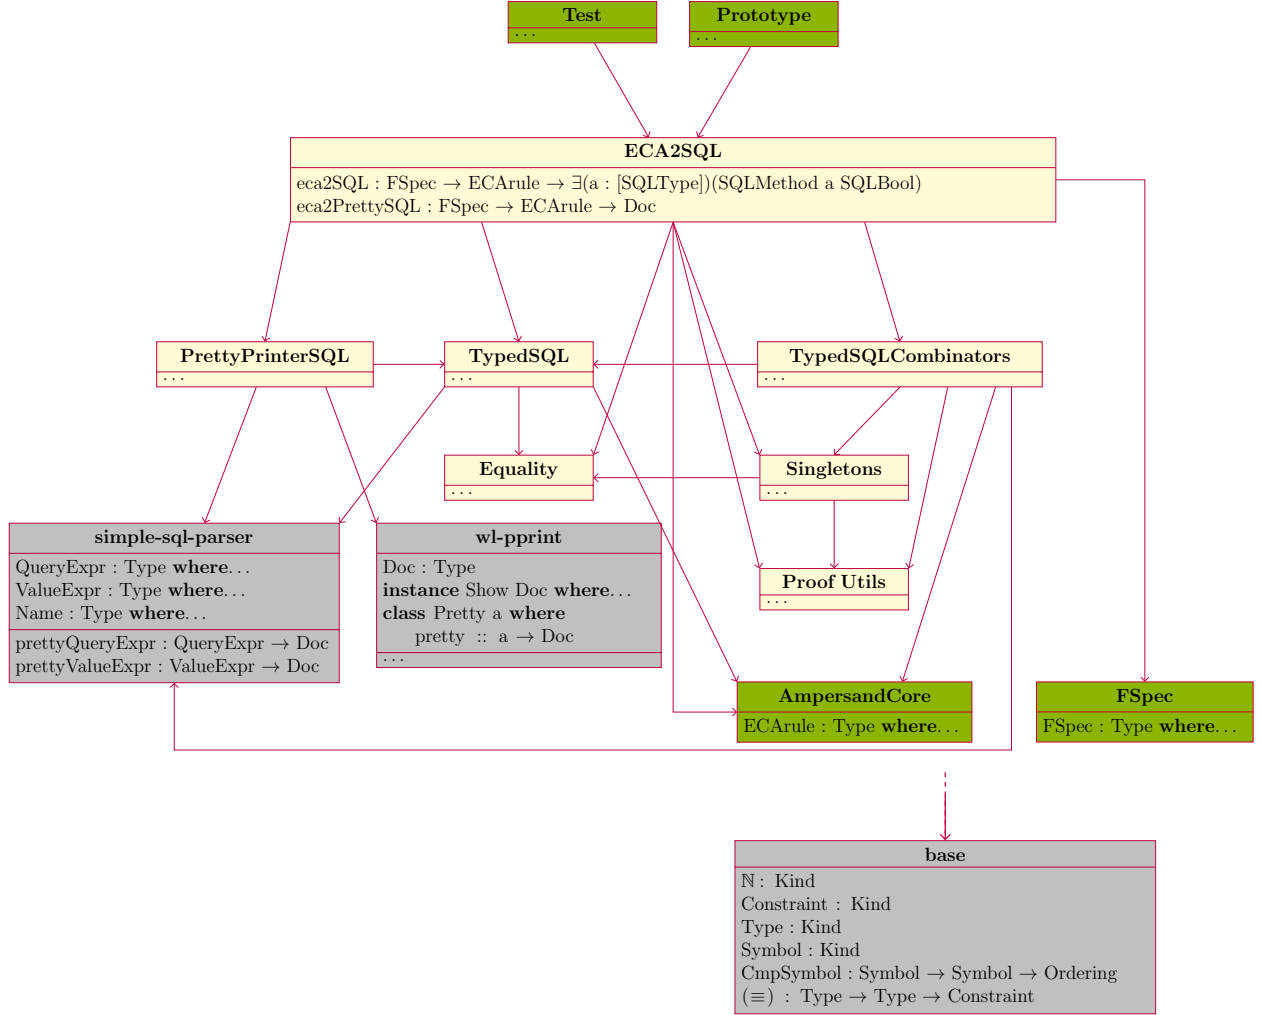 Test
. . .
Prototype
. . .
ECA2SQL
eca2SQL : FSpec → ECArule → ∃(a : [SQLType])(SQLMethod a SQLBool)
eca2PrettySQL : FSpec → ECArule → Doc
PrettyPrinterSQL
. . .
TypedSQL
. . .
TypedSQLCombinators
. . .
Equality
. . .
Singletons
. . .
simple-sql-parser
QueryExpr : Type where. . .
ValueExpr : Type where. . .
Name : Type where. . .
prettyQueryExpr : QueryExpr → Doc
prettyValueExpr : ValueExpr → Doc
wl-pprint
Doc : Type
instance Show Doc where. . .
class Pretty a where
pretty :: a → Doc
. . .
Proof Utils
. . .
AmpersandCore
ECArule : Type where. . .
FSpec
FSpec : Type where. . .
base
ℕ : Kind
Constraint : Kind
Type : Kind
Symbol : Kind
CmpSymbol : Symbol → Symbol → Ordering
(≡) : Type → Type → Constraint